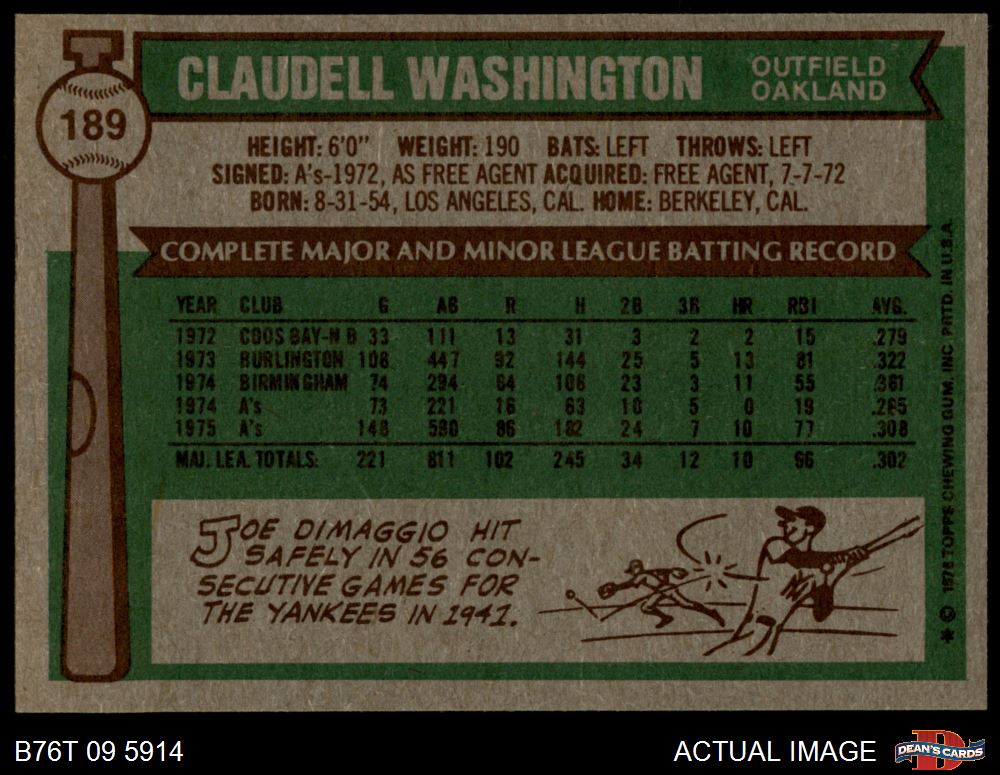 189
CLAUDELL WASHINGTON
OUTFIELD
OAKLAND
HEIGHT: 6'0" WEIGHT: 190 BATS: LEFT THROWS: LEFT
SIGNED: A's-1972, AS FREE AGENT ACQUIRED: FREE AGENT, 7-7-72
BORN: 8-31-54, LOS ANGELES, CAL. HOME: BERKELEY, CAL.
COMPLETE MAJOR AND MINOR LEAGUE BATTING RECORD
YEAR CLUB G AB R H 2B 3B HR RBI AVG.
1972 COOS BAY-N B 33 111 13 31 3 2 2 15 .279
1973 BURLINGTON 108 447 92 144 25 5 13 81 .322
1974 BIRMINGHAM 74 294 64 106 23 3 11 55 .361
1974 A's 73 221 16 63 10 5 0 19 .285
1975 A's 148 590 86 182 24 7 10 77 .308
MAJ. LEA. TOTALS: 221 811 102 245 34 12 10 96 .302
JOE DIMAGGIO HIT
SAFELY IN 56 CON-
SECUTIVE GAMES FOR
THE YANKEES IN 1941.
* © 1976 TOPPS CHEWING GUM, INC. PRTD. IN U.S.A.
B76T 09 5914
ACTUAL IMAGE
D
DEAN'S CARDS